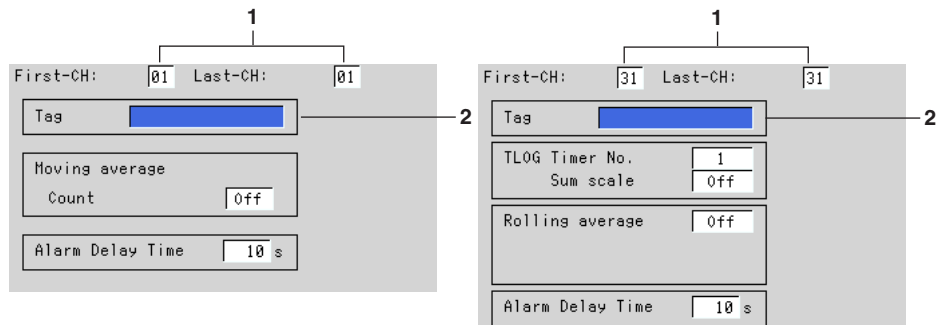 1
First-CH: 01 Last-CH: 01
Tag
2
Moving average
Count Off
Alarm Delay Time 10 s
1
First-CH: 31 Last-CH: 31
Tag
2
TLOG Timer No. 1
Sum scale Off
Rolling average Off
Alarm Delay Time 10 s